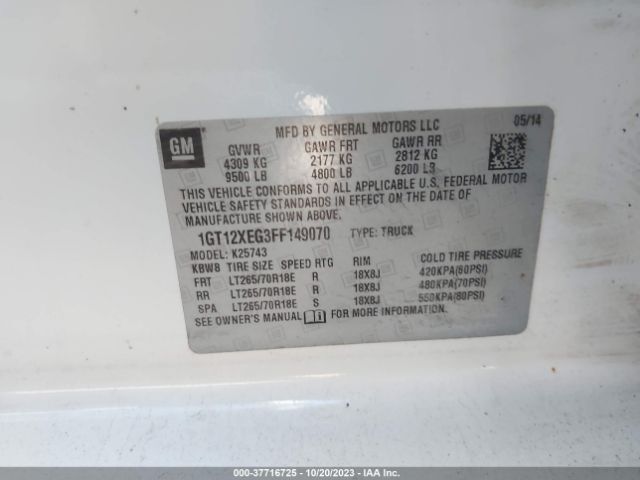 GM
MFD BY GENERAL MOTORS LLC
05/14
GVWR GAWR FRT GAWR RR
4309 KG 2177 KG 2812 KG
9500 LB 4800 LB 6200 LB
THIS VEHICLE CONFORMS TO ALL APPLICABLE U.S. FEDERAL MOTOR
VEHICLE SAFETY STANDARDS IN EFFECT ON THE DATE OF
MANUFACTURE SHOWN ABOVE.
1GT12XEG3FF149070 TYPE: TRUCK
MODEL: K25743
KBW8 TIRE SIZE SPEED RTG RIM COLD TIRE PRESSURE
FRT LT265/70R18E R 18X8J 420KPA(60PSI)
RR LT265/70R18E R 18X8J 480KPA(70PSI)
SPA LT265/70R18E S 18X8J 550KPA(80PSI)
SEE OWNER'S MANUAL FOR MORE INFORMATION.
000-37716725 - 10/20/2023 - IAA Inc.